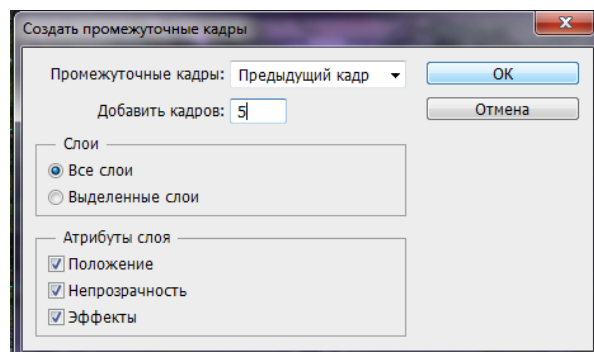 Создать промежуточные кадры
Промежуточные кадры: Предыдущий кадр
OK
Добавить кадров: 5
Отмена
Слои
Все слои
Выделенные слои
Атрибуты слоя
Положение
Непрозрачность
Эффекты